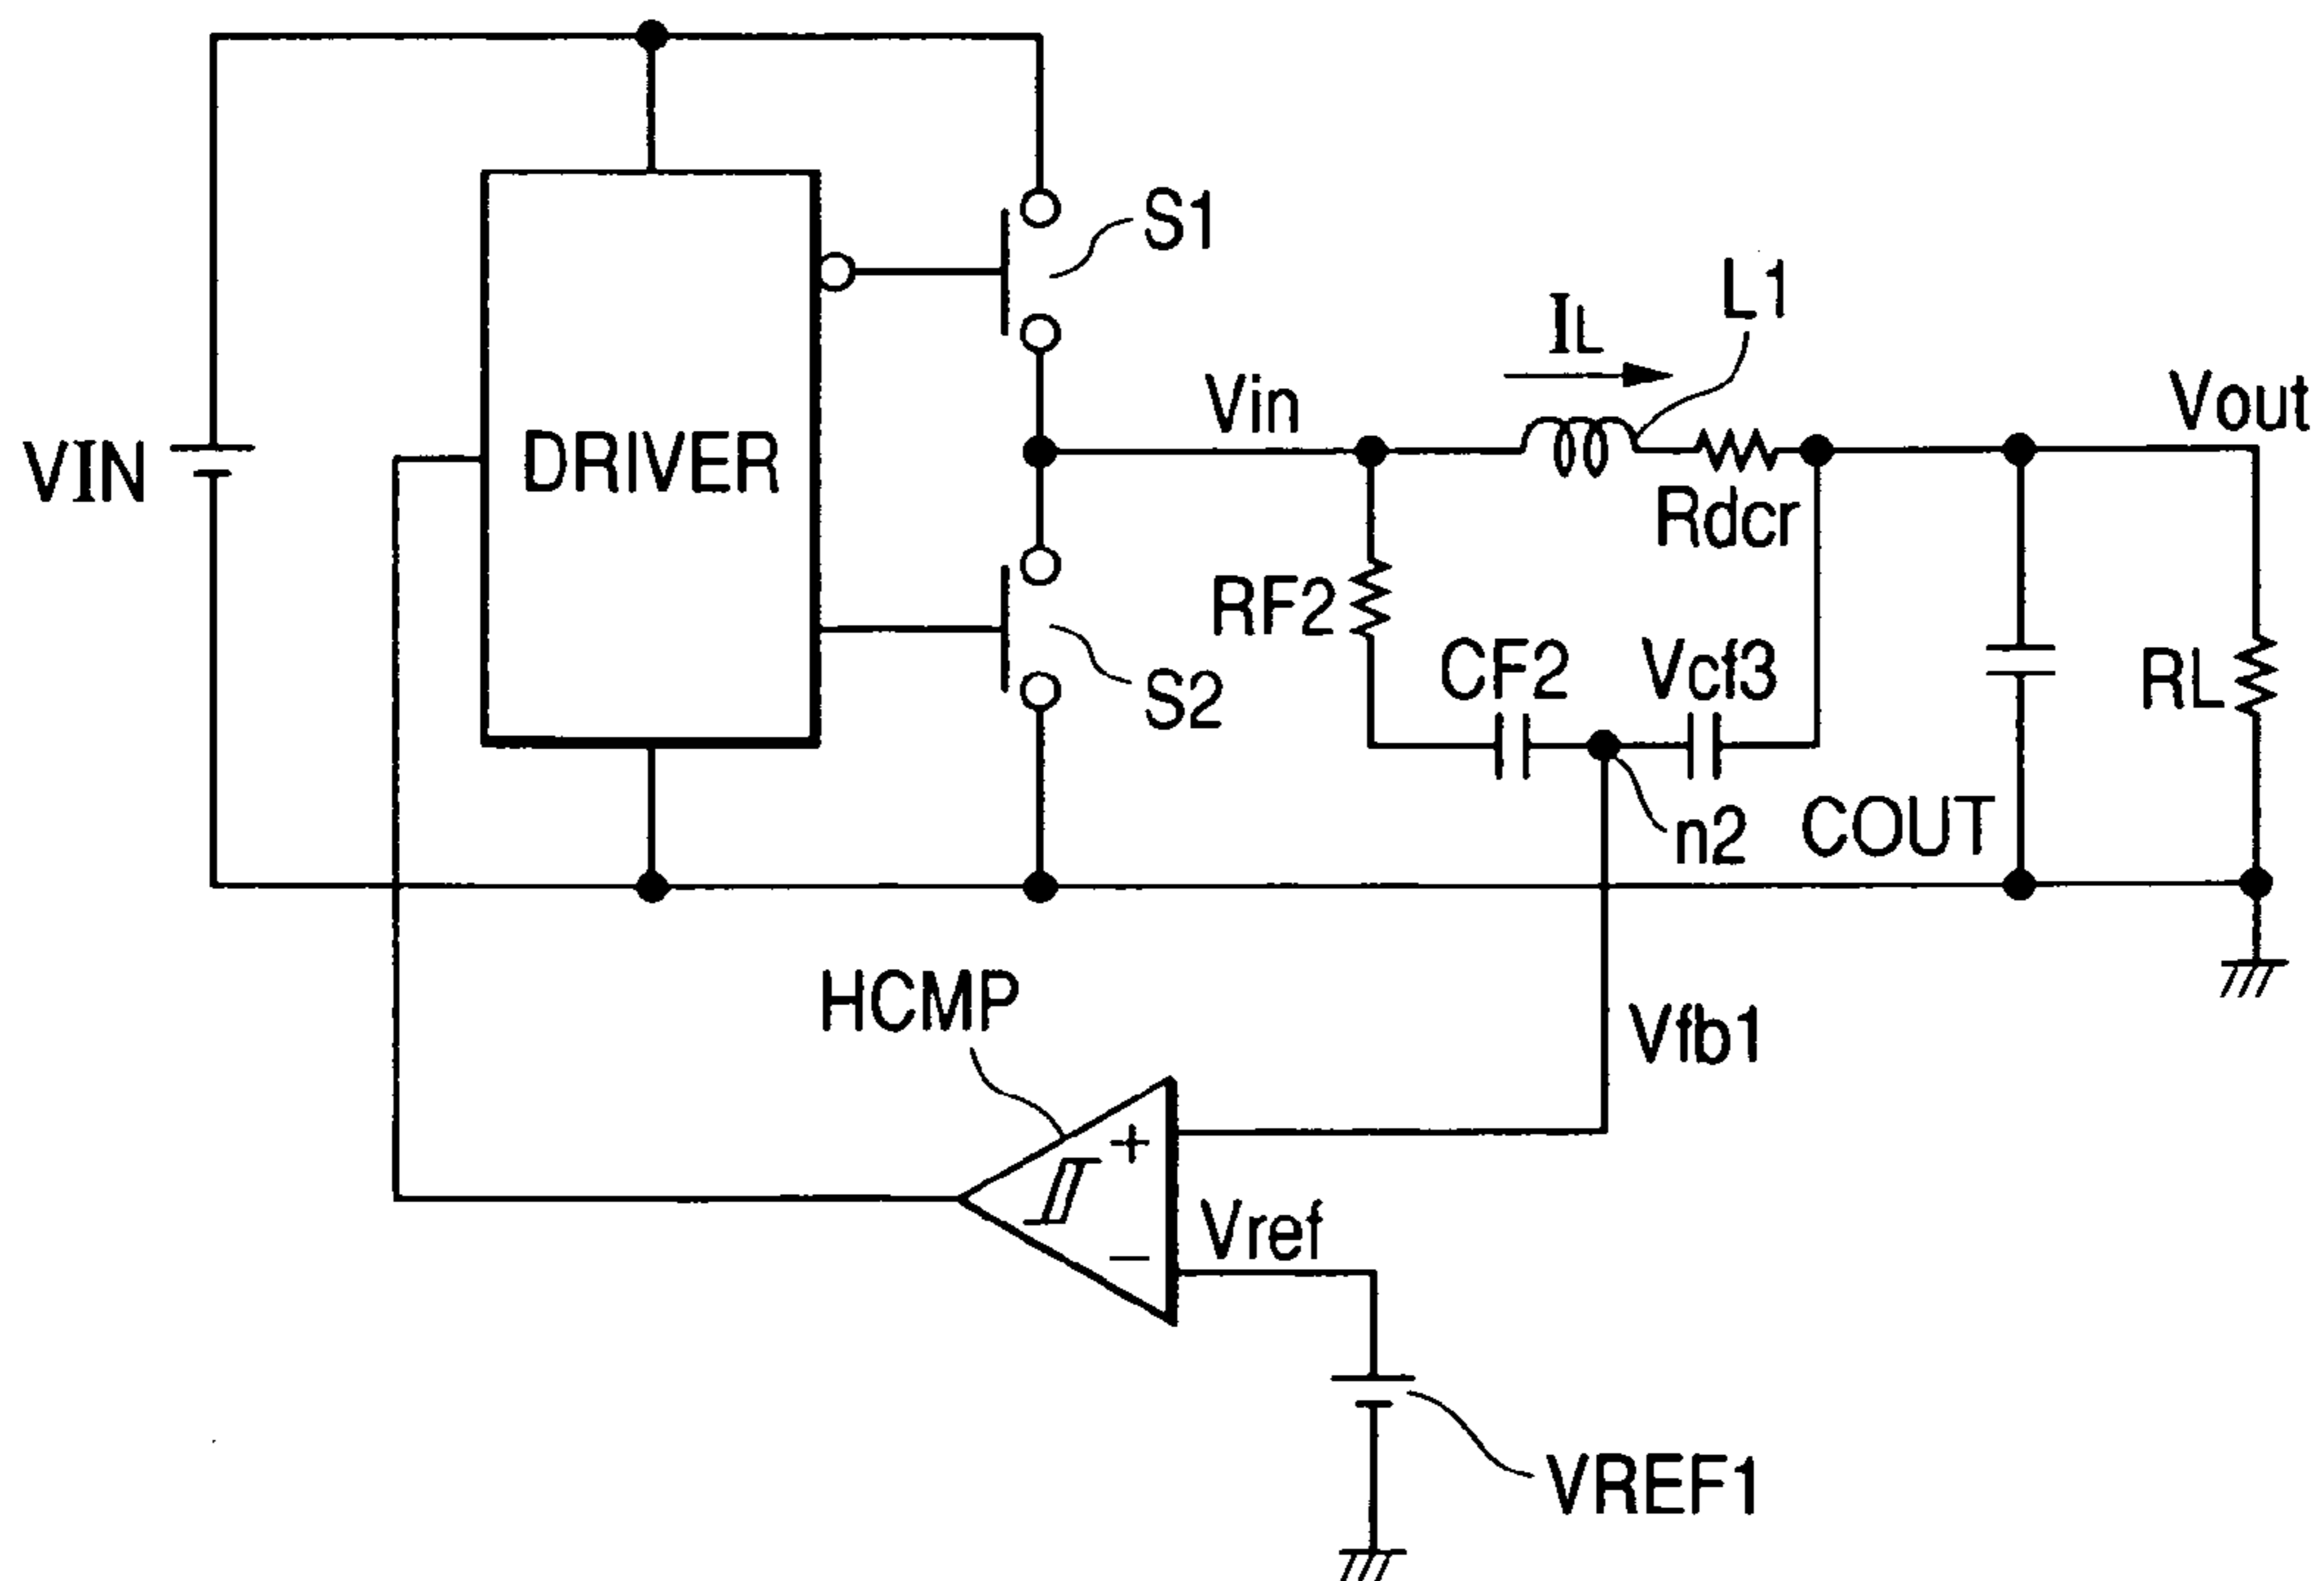 S1
L1
IL
Vin
Vout
VIN
DRIVER
Rdcr
RF2
CF2
Vcf3
RL
S2
COUT
n2
HCMP
Vfb1
+
Vref
−
VREF1